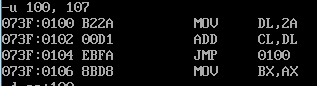 -u 100, 107
073F:0100 B22A MOV DL,2A
073F:0102 00D1 ADD CL,DL
073F:0104 EBFA JMP 0100
073F:0106 8BD8 MOV BX,AX